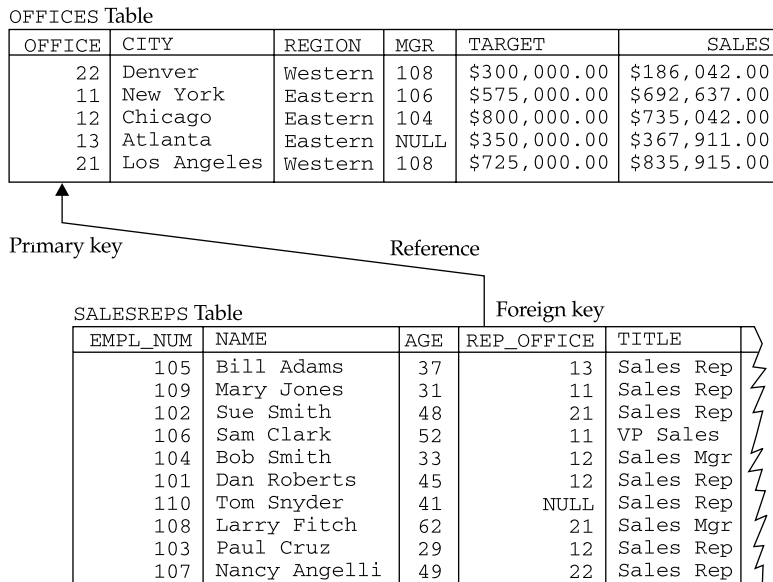 OFFICES Table
OFFICE CITY REGION MGR TARGET SALES
22 Denver Western 108 $300,000.00 $186,042.00
11 New York Eastern 106 $575,000.00 $692,637.00
12 Chicago Eastern 104 $800,000.00 $735,042.00
13 Atlanta Eastern NULL $350,000.00 $367,911.00
21 Los Angeles Western 108 $725,000.00 $835,915.00
Primary key
Reference
SALESREPS Table
Foreign key
EMPL_NUM NAME AGE REP_OFFICE TITLE
105 Bill Adams 37 13 Sales Rep
109 Mary Jones 31 11 Sales Rep
102 Sue Smith 48 21 Sales Rep
106 Sam Clark 52 11 VP Sales
104 Bob Smith 33 12 Sales Mgr
101 Dan Roberts 45 12 Sales Rep
110 Tom Snyder 41 NULL Sales Rep
108 Larry Fitch 62 21 Sales Mgr
103 Paul Cruz 29 12 Sales Rep
107 Nancy Angelli 49 22 Sales Rep